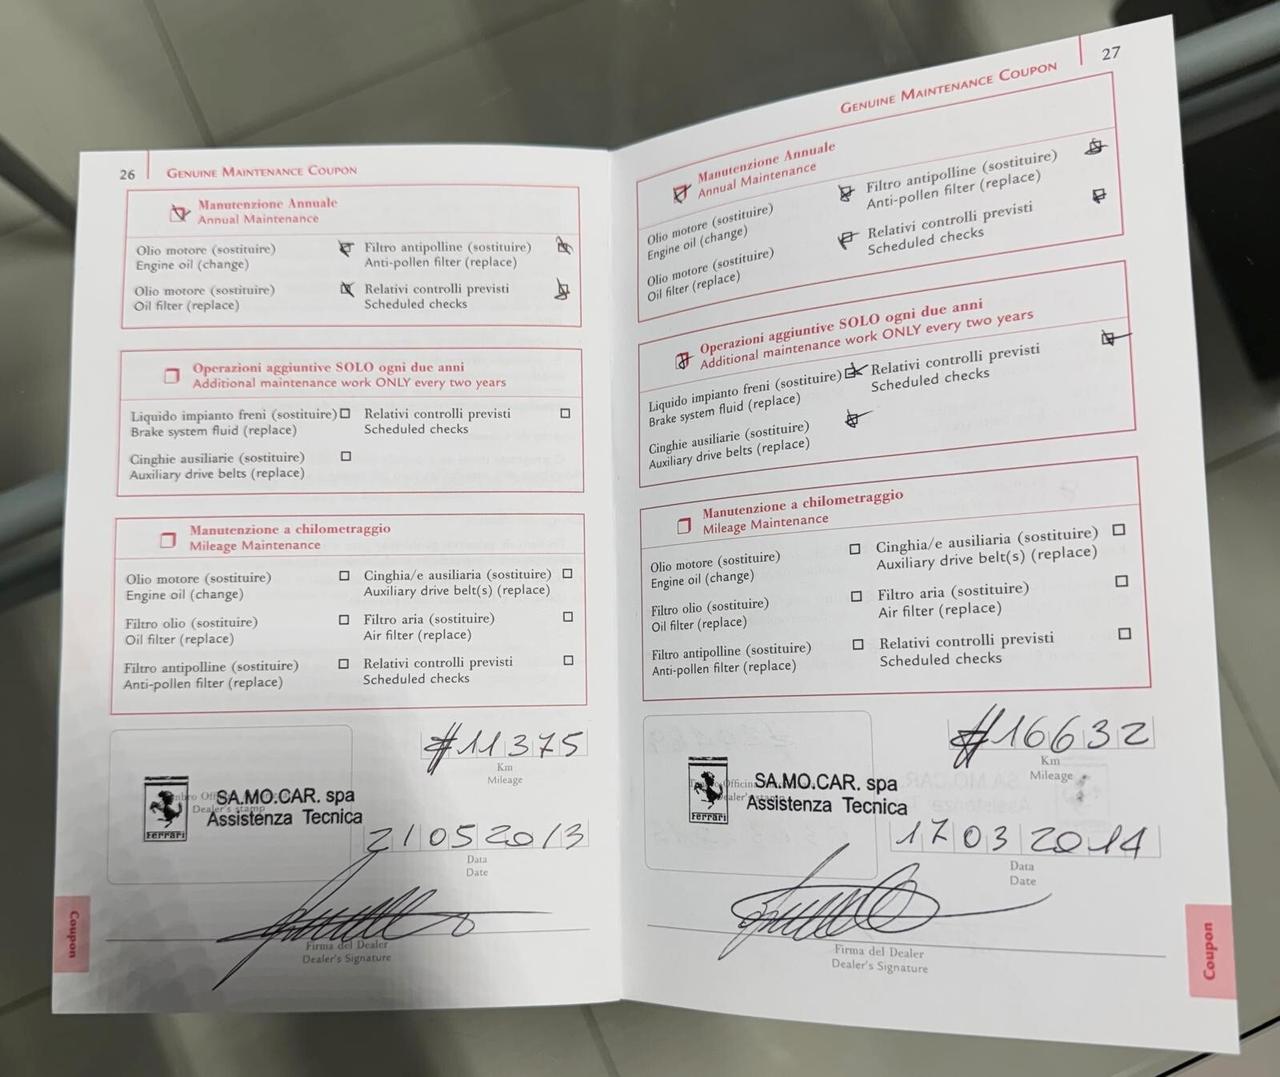 26
GENUINE MAINTENANCE COUPON
Manutenzione Annuale
Annual Maintenance
Olio motore (sostituire)
Engine oil (change)
Filtro antipolline (sostituire)
Anti-pollen filter (replace)
Olio motore (sostituire)
Oil filter (replace)
Relativi controlli previsti
Scheduled checks
Operazioni aggiuntive SOLO ogni due anni
Additional maintenance work ONLY every two years
Liquido impianto freni (sostituire)
Brake system fluid (replace)
Relativi controlli previsti
Scheduled checks
Cinghie ausiliarie (sostituire)
Auxiliary drive belts (replace)
Manutenzione a chilometraggio
Mileage Maintenance
Olio motore (sostituire)
Engine oil (change)
Cinghia/e ausiliaria (sostituire)
Auxiliary drive belt(s) (replace)
Filtro olio (sostituire)
Oil filter (replace)
Filtro aria (sostituire)
Air filter (replace)
Filtro antipolline (sostituire)
Anti-pollen filter (replace)
Relativi controlli previsti
Scheduled checks
#11375
Km
Mileage
Ferrari
SA.MO.CAR. spa
Dealer's stamp
Assistenza Tecnica
21052013
Data
Date
Firma del Dealer
Dealer's Signature
Coupon
27
GENUINE MAINTENANCE COUPON
Manutenzione Annuale
Annual Maintenance
Olio motore (sostituire)
Engine oil (change)
Filtro antipolline (sostituire)
Anti-pollen filter (replace)
Olio motore (sostituire)
Oil filter (replace)
Relativi controlli previsti
Scheduled checks
Operazioni aggiuntive SOLO ogni due anni
Additional maintenance work ONLY every two years
Liquido impianto freni (sostituire)
Brake system fluid (replace)
Relativi controlli previsti
Scheduled checks
Cinghie ausiliarie (sostituire)
Auxiliary drive belts (replace)
Manutenzione a chilometraggio
Mileage Maintenance
Olio motore (sostituire)
Engine oil (change)
Cinghia/e ausiliaria (sostituire)
Auxiliary drive belt(s) (replace)
Filtro olio (sostituire)
Oil filter (replace)
Filtro aria (sostituire)
Air filter (replace)
Filtro antipolline (sostituire)
Anti-pollen filter (replace)
Relativi controlli previsti
Scheduled checks
#16632
Km
Mileage
Ferrari
SA.MO.CAR. spa
Assistenza Tecnica
17032014
Data
Date
Firma del Dealer
Dealer's Signature
Coupon